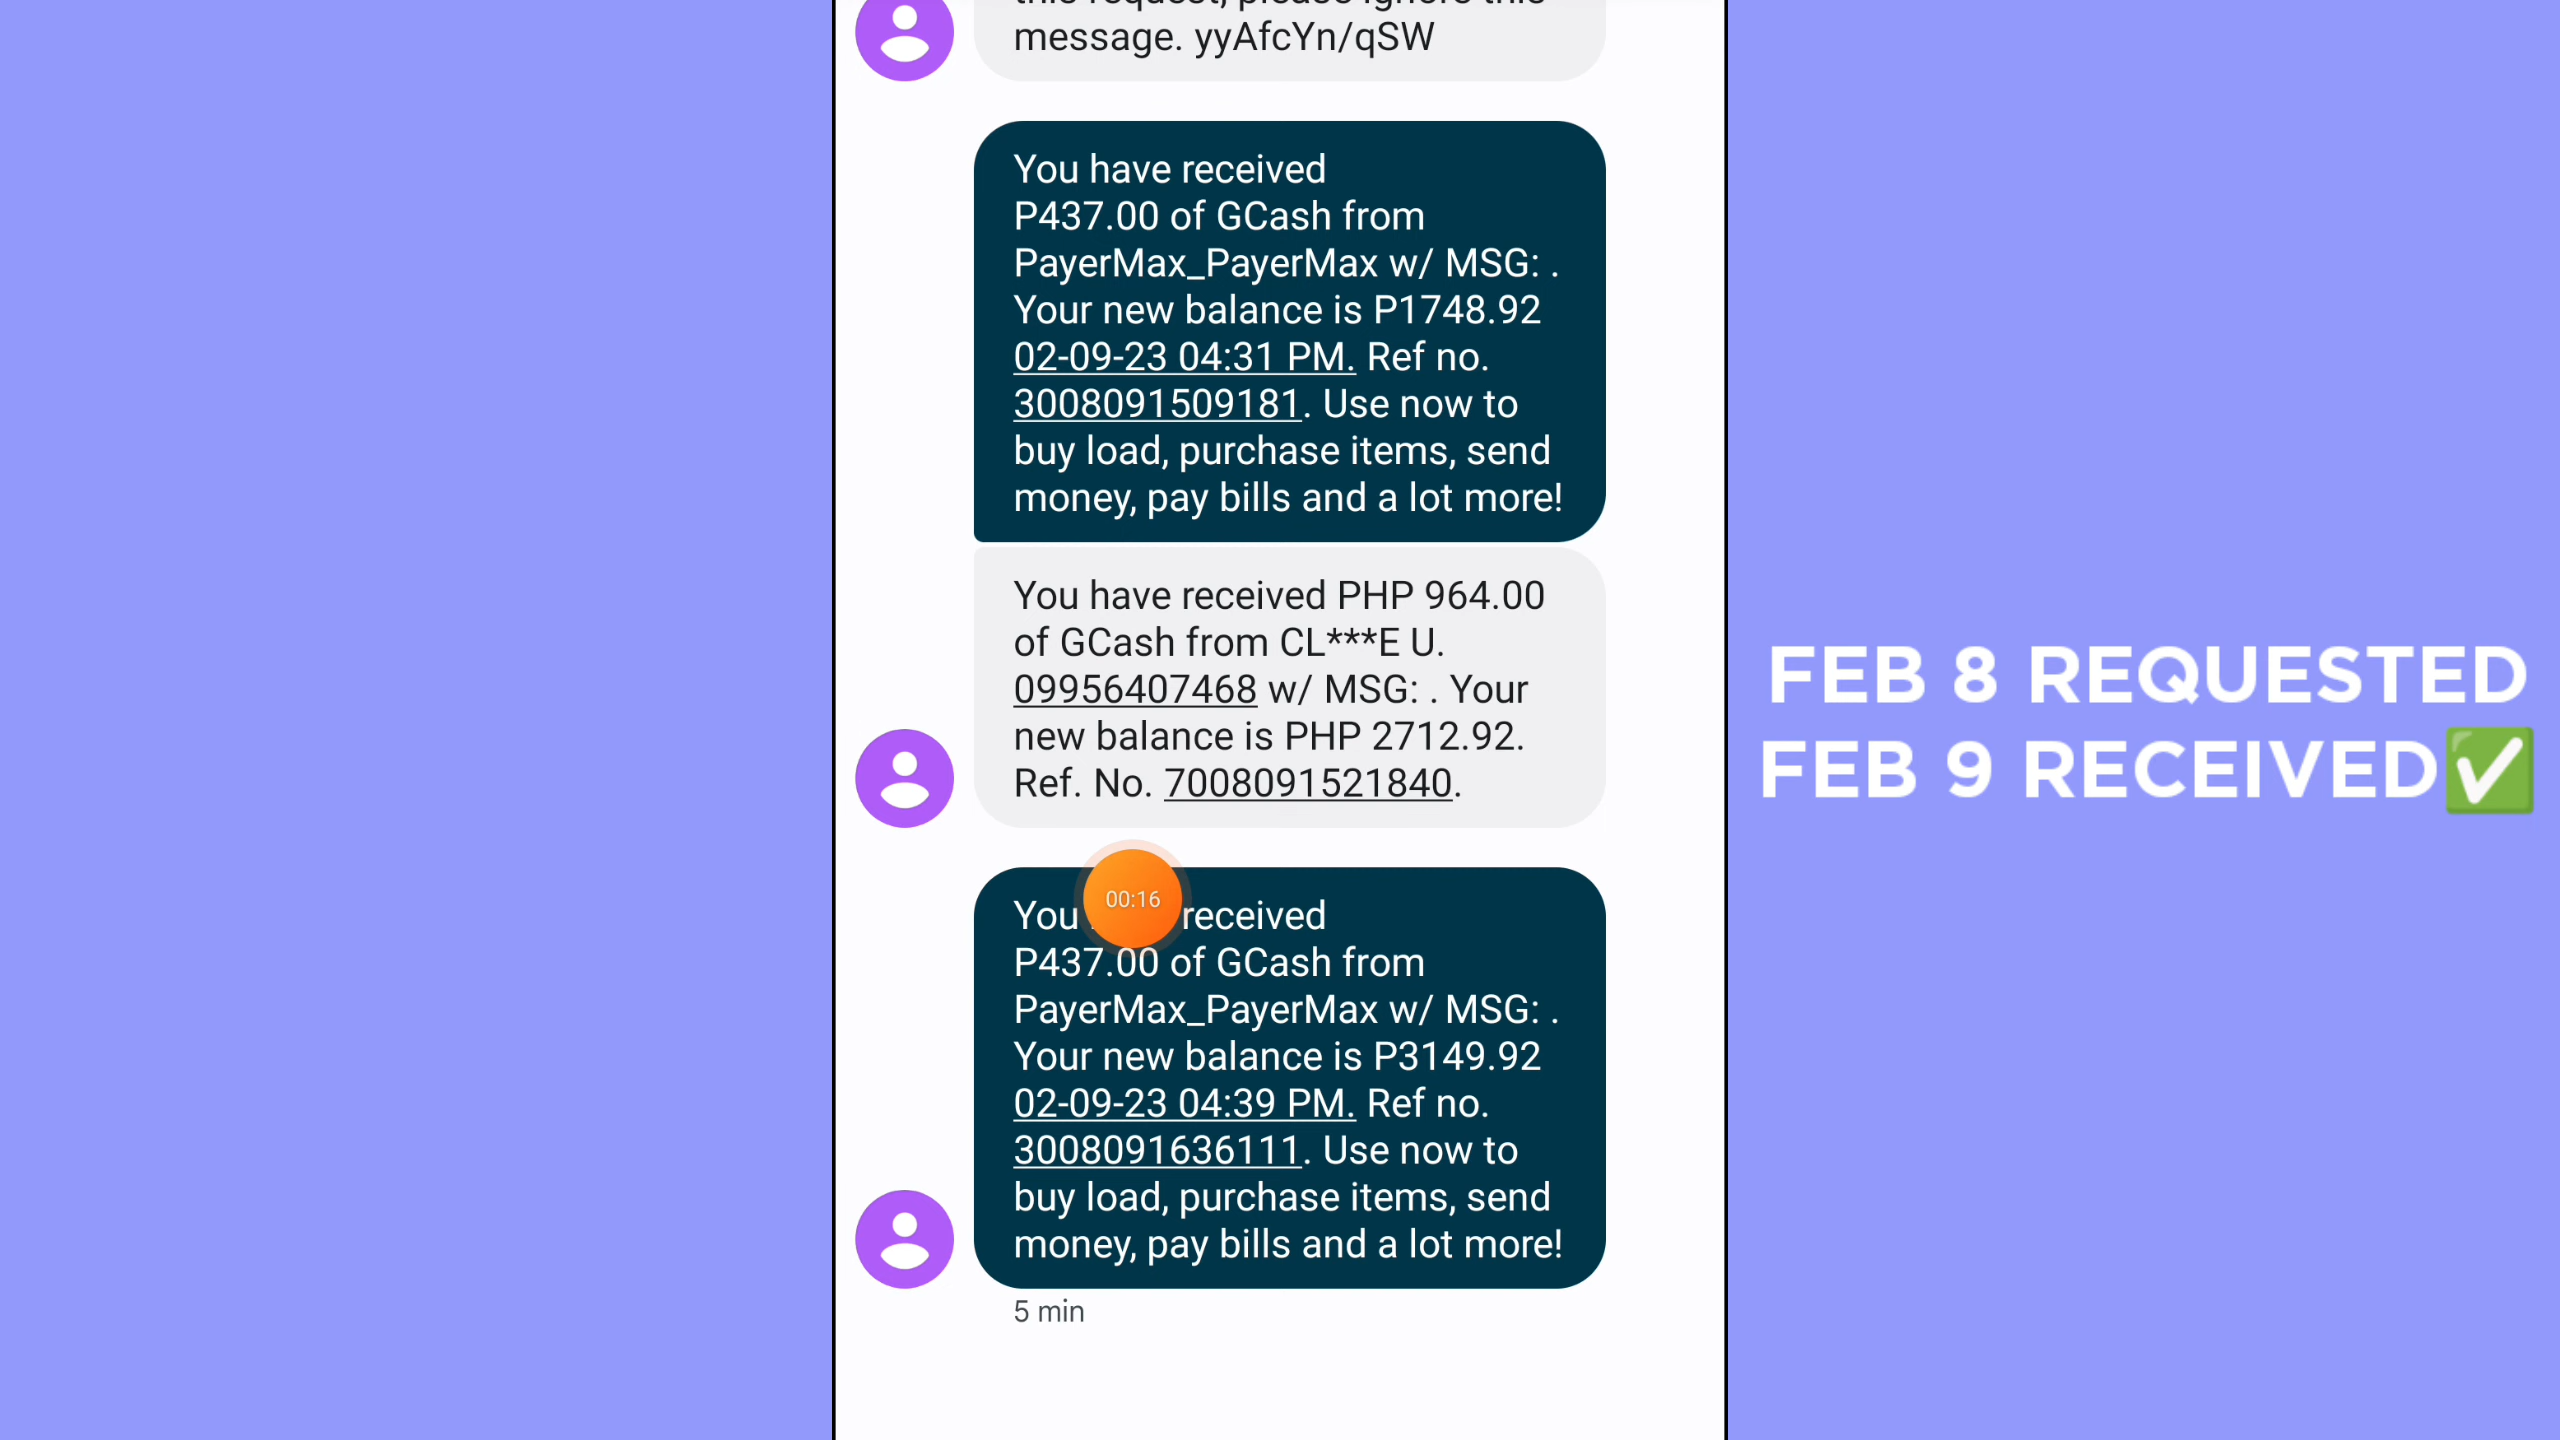 message. yyAfcYn/qSW
You have received
P437.00 of GCash from
PayerMax_PayerMax w/ MSG: .
Your new balance is P1748.92
02-09-23 04:31 PM. Ref no.
3008091509181. Use now to
buy load, purchase items, send
money, pay bills and a lot more!
You have received PHP 964.00
of GCash from CL***E U.
09956407468 w/ MSG: . Your
new balance is PHP 2712.92.
Ref. No. 7008091521840.
00:16
You received
P437.00 of GCash from
PayerMax_PayerMax w/ MSG: .
Your new balance is P3149.92
02-09-23 04:39 PM. Ref no.
3008091636111. Use now to
buy load, purchase items, send
money, pay bills and a lot more!
5 min
FEB 8 REQUESTED
FEB 9 RECEIVED✅